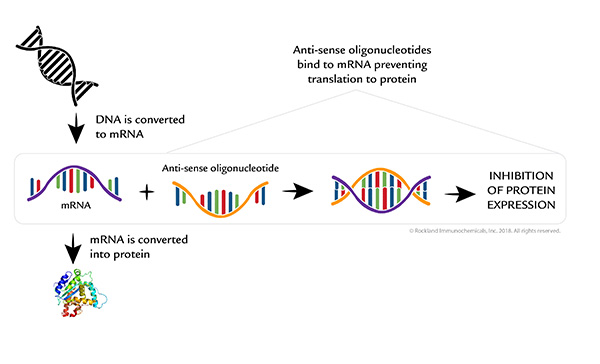 Anti-sense oligonucleotides
bind to mRNA preventing
translation to protein
DNA is converted
to mRNA
Anti-sense oligonucleotide
mRNA
+
INHIBITION
OF PROTEIN
EXPRESSION
© Rockland Immunochemicals, Inc. 2018. All rights reserved.
mRNA is converted
into protein